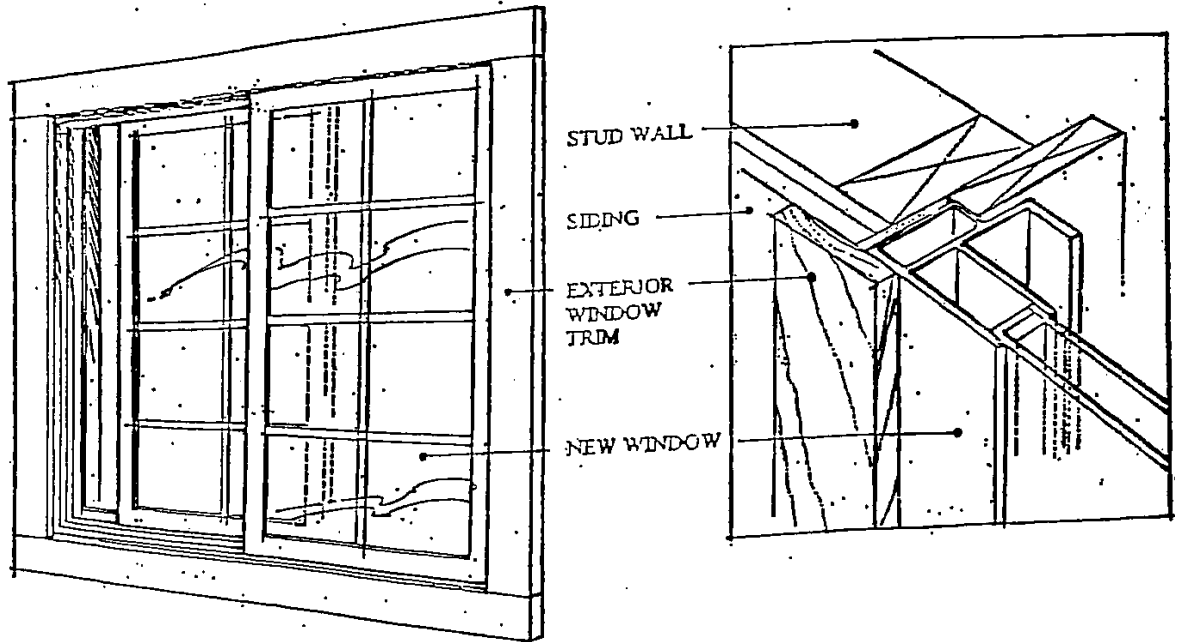 STUD WALL
SIDING
EXTERIOR
WINDOW
TRIM
NEW WINDOW